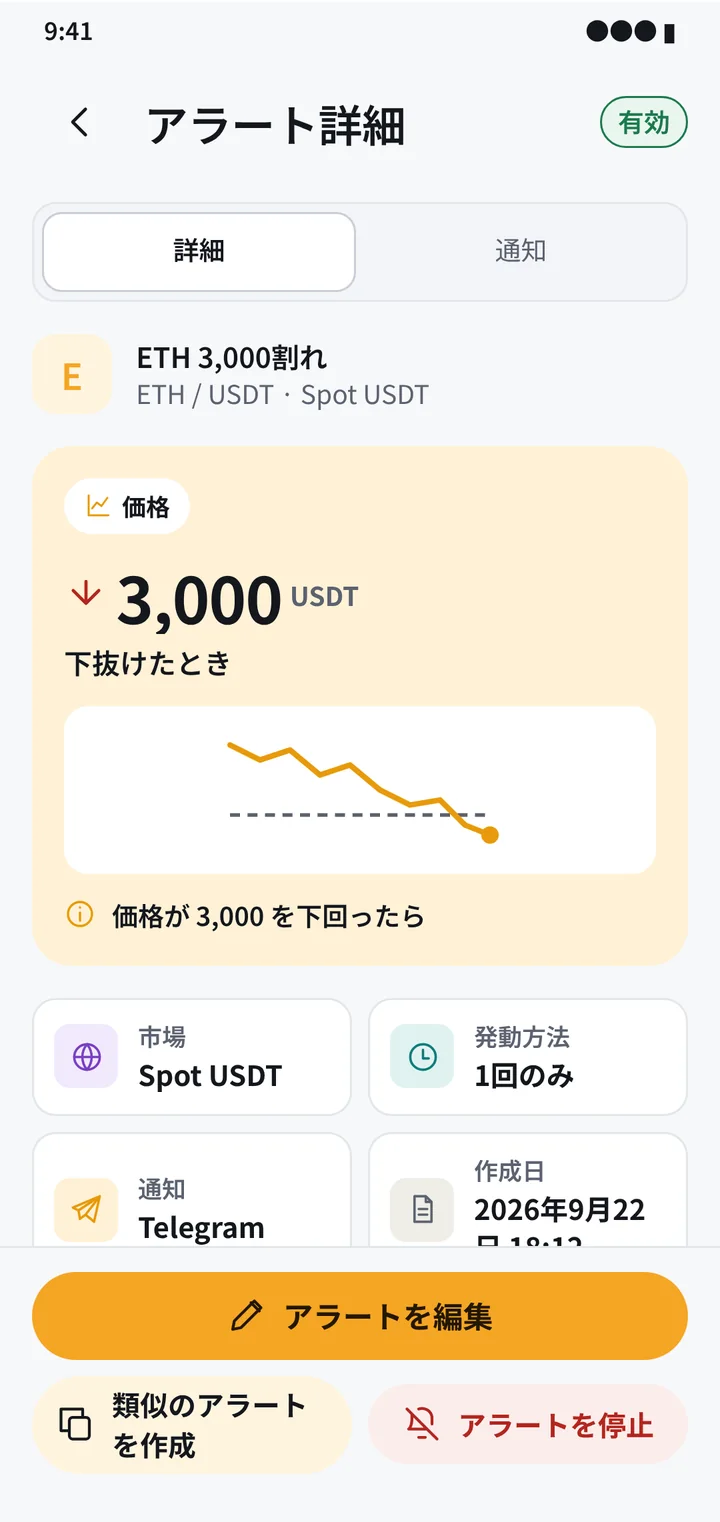 9:41
アラート詳細
有効
詳細
通知
E
ETH 3,000割れ
ETH / USDT · Spot USDT
価格
3,000 USDT
下抜けたとき
価格が 3,000 を下回ったら
市場
Spot USDT
発動方法
1回のみ
通知
Telegram
作成日
2026年9月22
日 18:12
アラートを編集
類似のアラート
を作成
アラートを停止